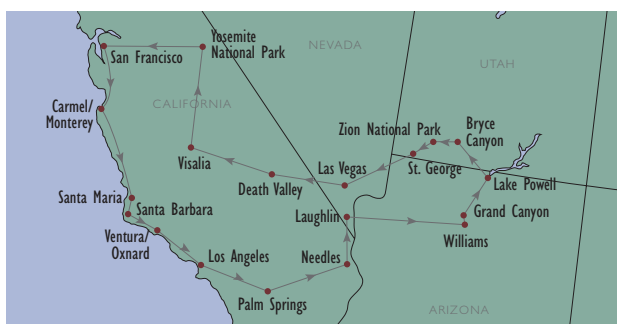 Yosemite
National Park
San Francisco
NEVADA
UTAH
Carmel/
Monterey
CALIFORNIA
Zion National Park
Bryce
Canyon
Visalia
Las Vegas
St. George
Death Valley
Lake Powell
Santa Maria
Santa Barbara
Laughlin
Grand Canyon
Williams
Ventura/
Oxnard
Los Angeles
Needles
Palm Springs
ARIZONA